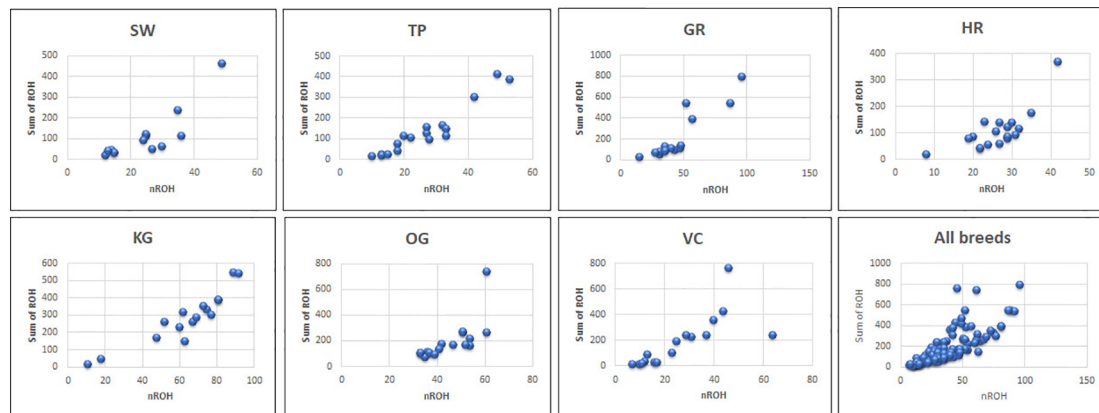 SW
Sum of ROH
500
400
300
200
100
0
0 20 40 60
nROH
TP
Sum of ROH
500
400
300
200
100
0
0 20 40 60
nROH
GR
Sum of ROH
1000
800
600
400
200
0
0 50 100 150
nROH
HR
Sum of ROH
400
300
200
100
0
0 10 20 30 40 50
nROH
KG
Sum of ROH
600
500
400
300
200
100
0
0 20 40 60 80 100
nROH
OG
Sum of ROH
800
600
400
200
0
0 20 40 60 80
nROH
VC
Sum of ROH
800
600
400
200
0
0 20 40 60 80
nROH
All breeds
Sum of ROH
1000
800
600
400
200
0
0 50 100 150
nROH